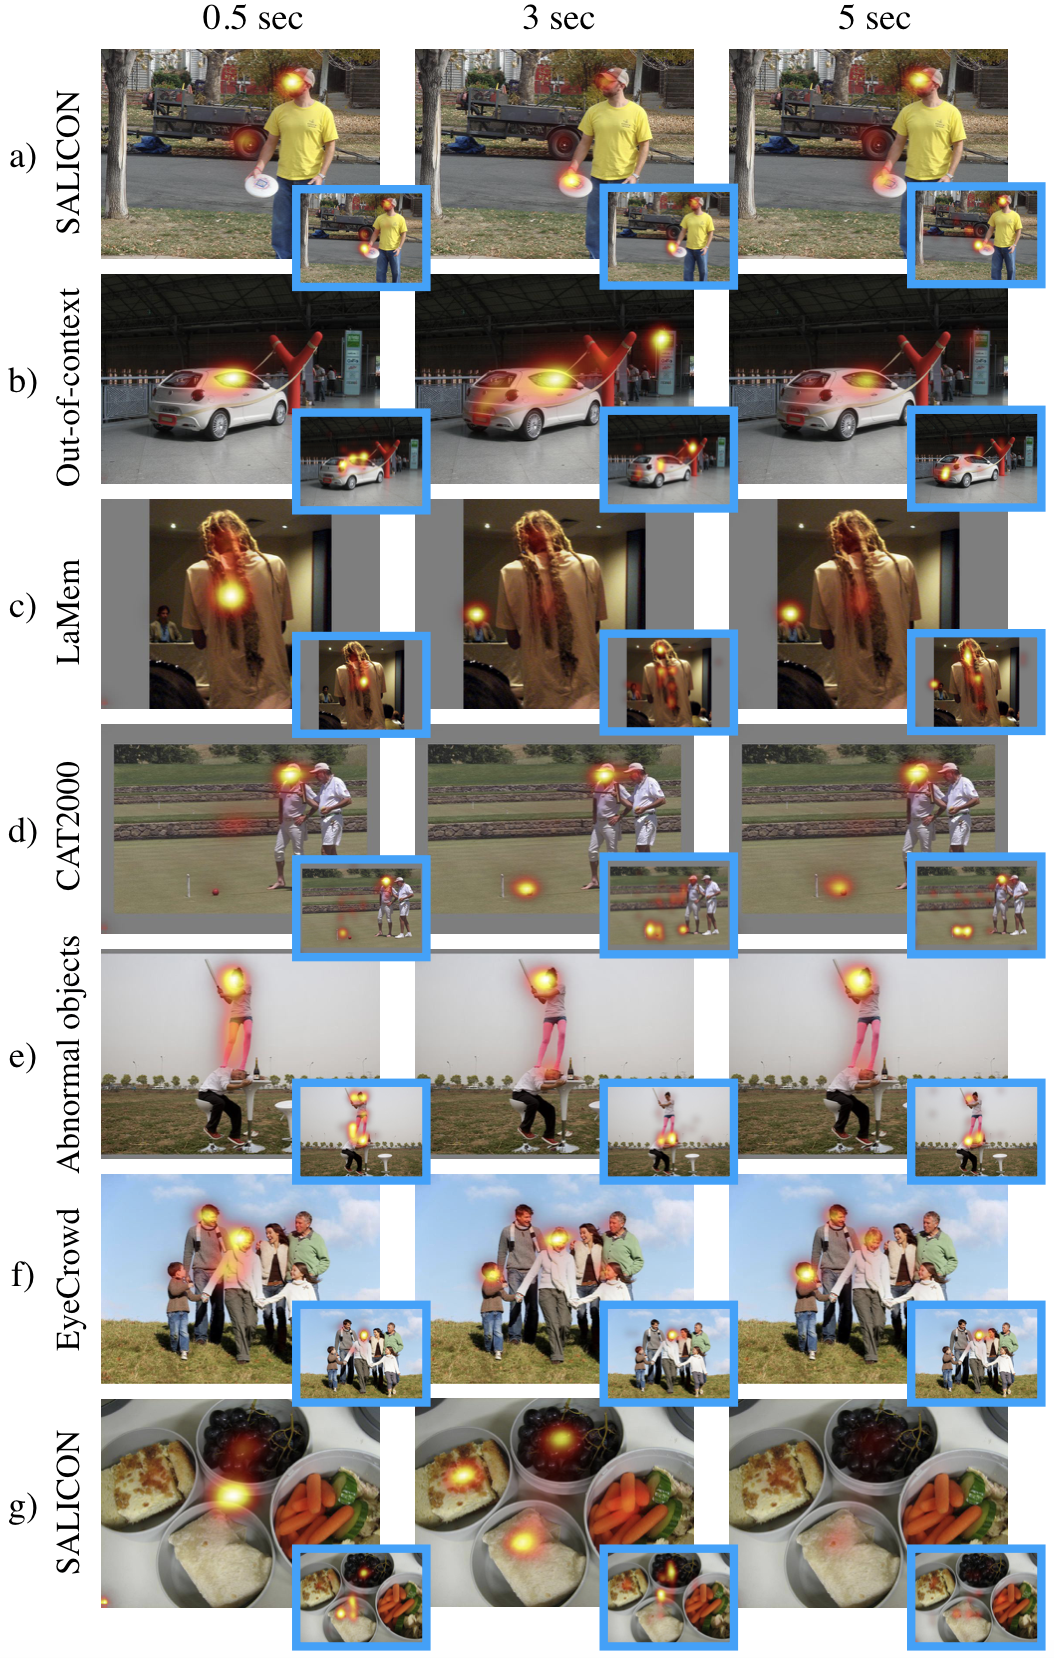 0.5 sec 3 sec 5 sec
a) SALICON
b) Out-of-context
c) LaMem
d) CAT2000
e) Abnormal objects
f) EyeCrowd
g) SALICON